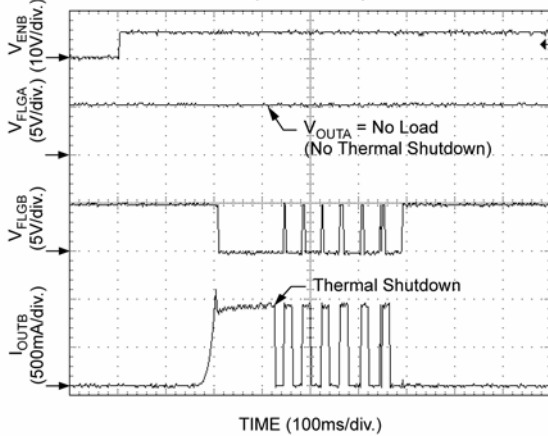 V_ENB
(10V/div.)
V_FLGA
(5V/div.)
V_OUTA = No Load
(No Thermal Shutdown)
V_FLGB
(5V/div.)
Thermal Shutdown
I_OUTB
(500mA/div.)
TIME (100ms/div.)